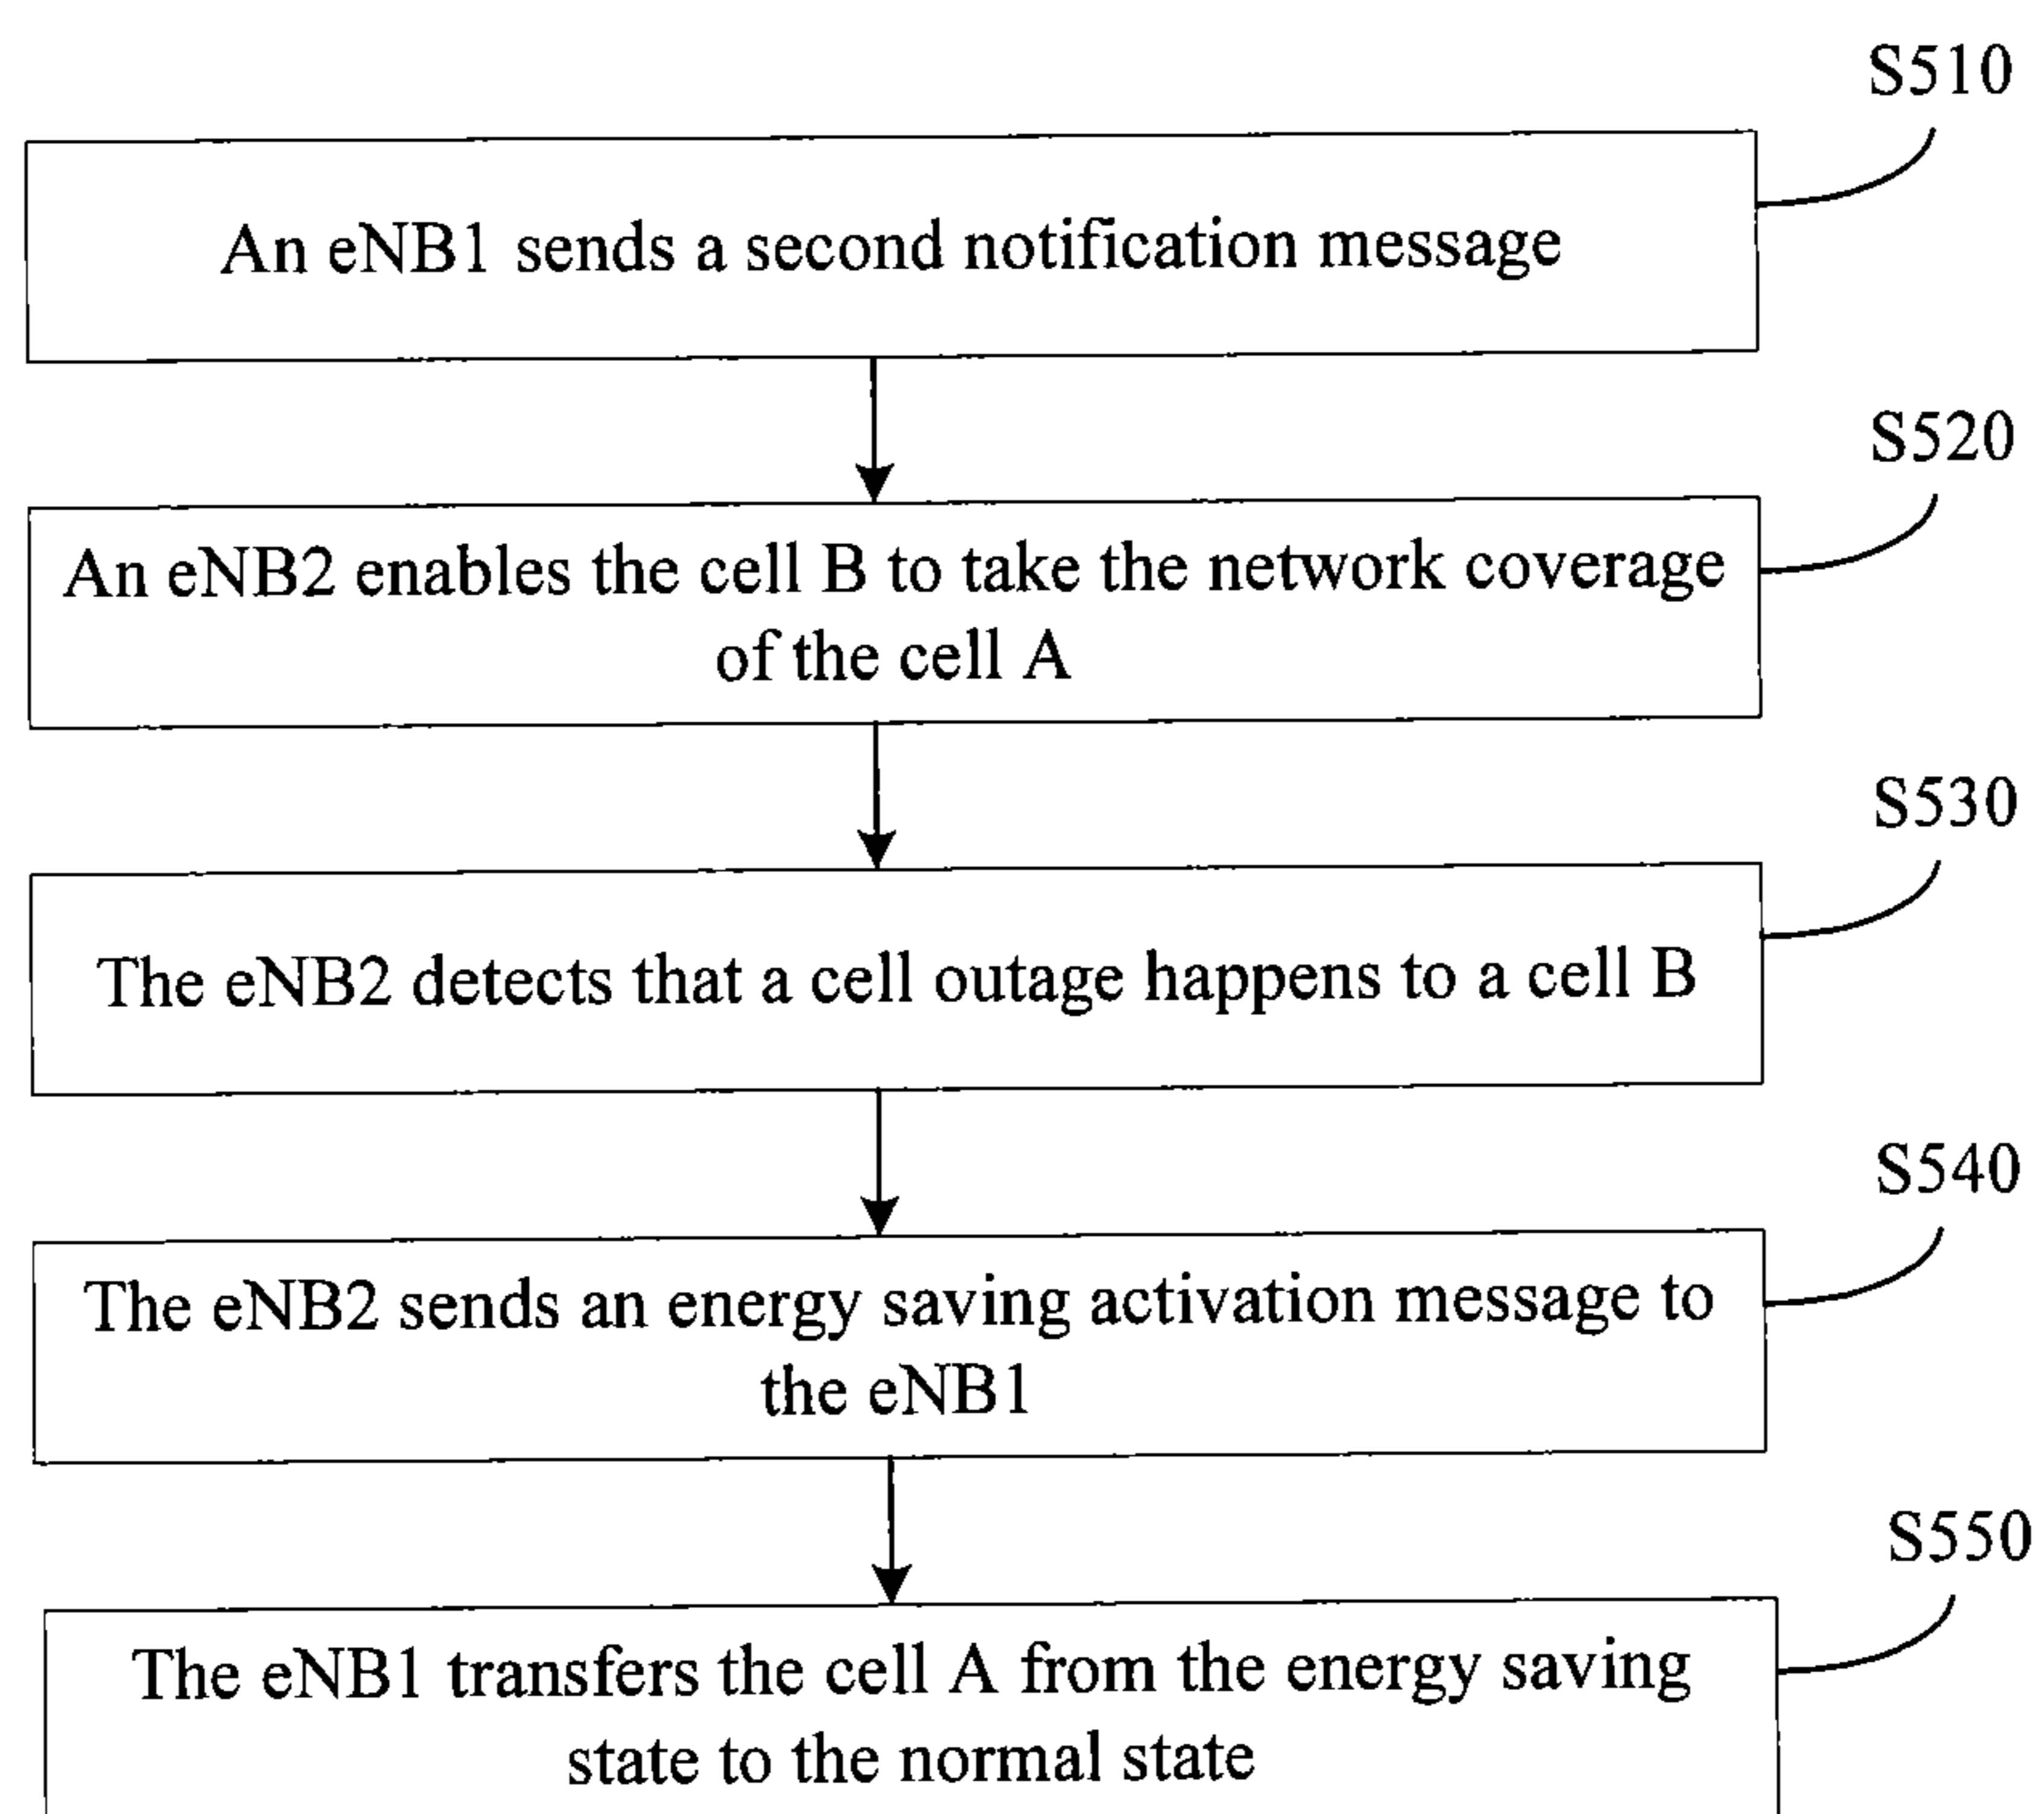 S510
An eNB1 sends a second notification message
S520
An eNB2 enables the cell B to take the network coverage
of the cell A
S530
The eNB2 detects that a cell outage happens to a cell B
S540
The eNB2 sends an energy saving activation message to
the eNB1
S550
The eNB1 transfers the cell A from the energy saving
state to the normal state